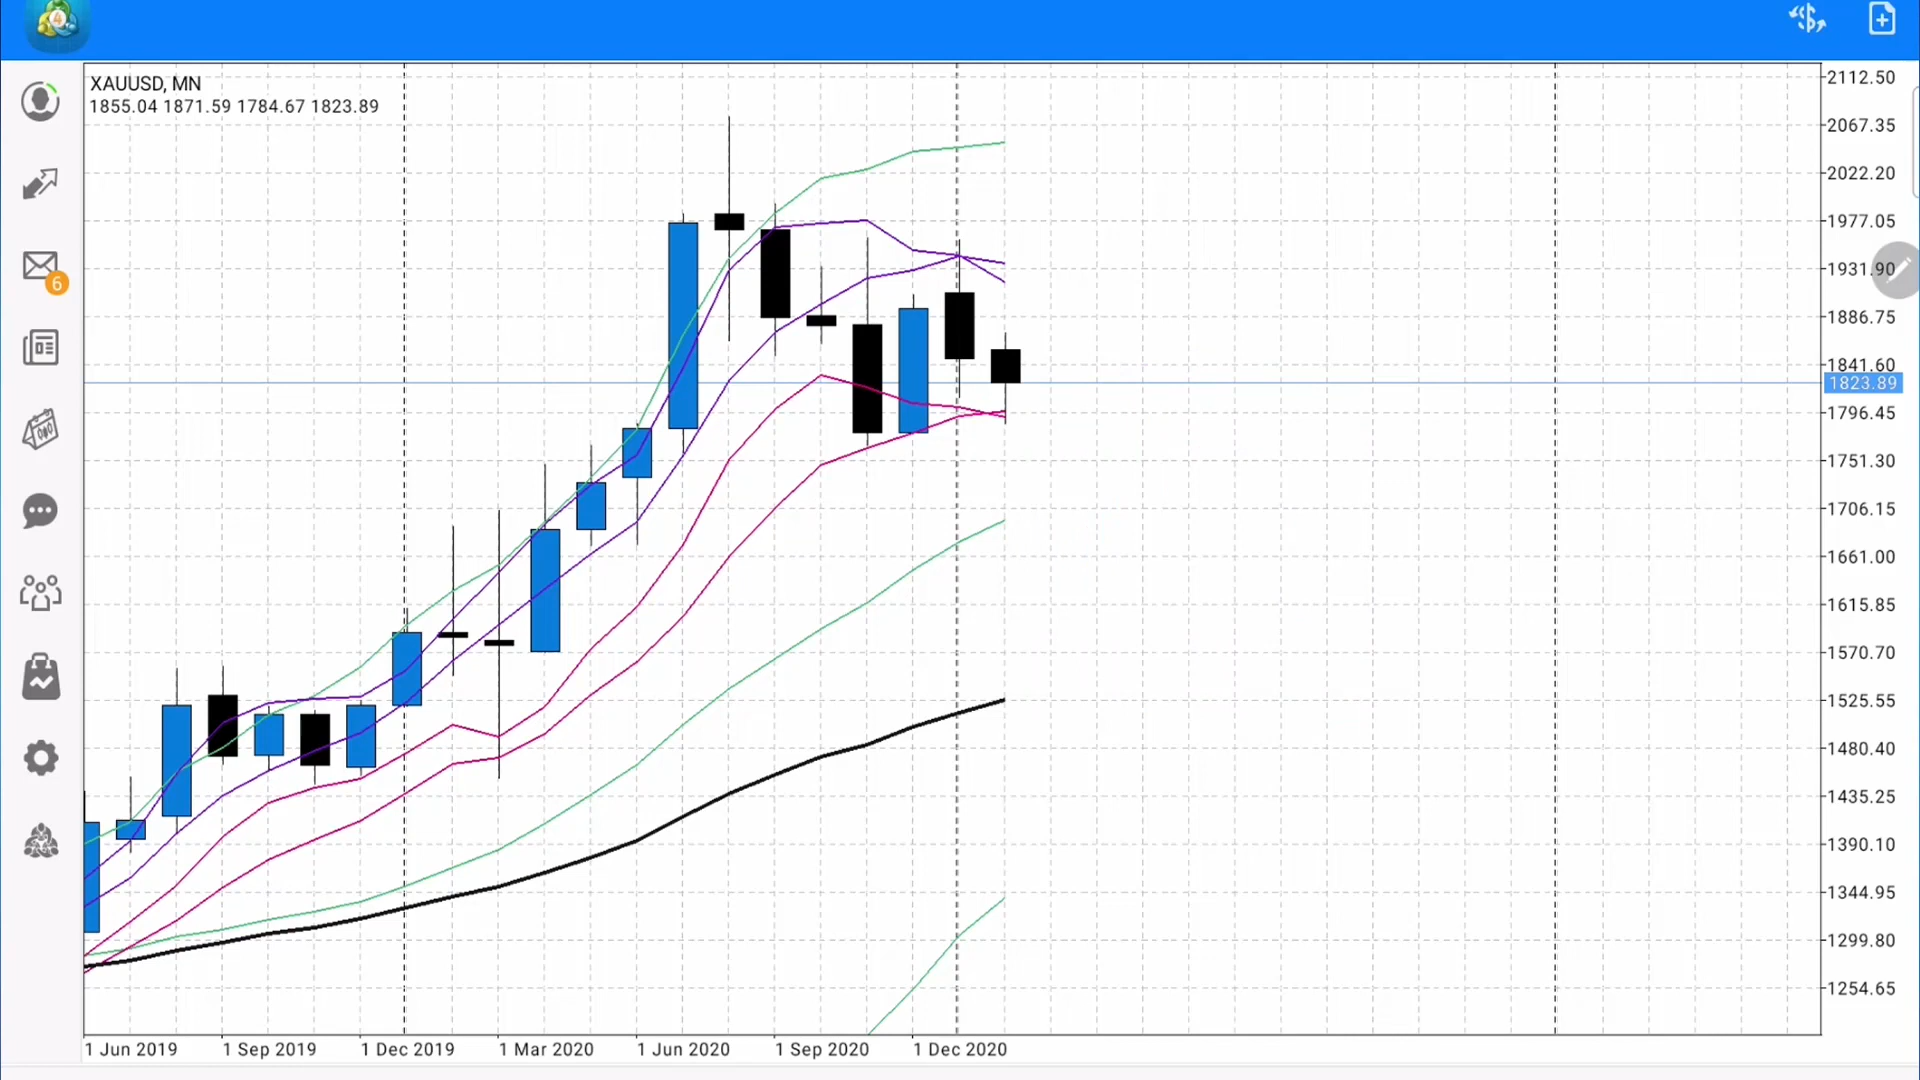 4
XAUUSD, MN
1855.04 1871.59 1784.67 1823.89
6
2112.50
2067.35
2022.20
1977.05
1931.90
1886.75
1841.60
1823.89
1796.45
1751.30
1706.15
1661.00
1615.85
1570.70
1525.55
1480.40
1435.25
1390.10
1344.95
1299.80
1254.65
1 Jun 2019
1 Sep 2019
1 Dec 2019
1 Mar 2020
1 Jun 2020
1 Sep 2020
1 Dec 2020